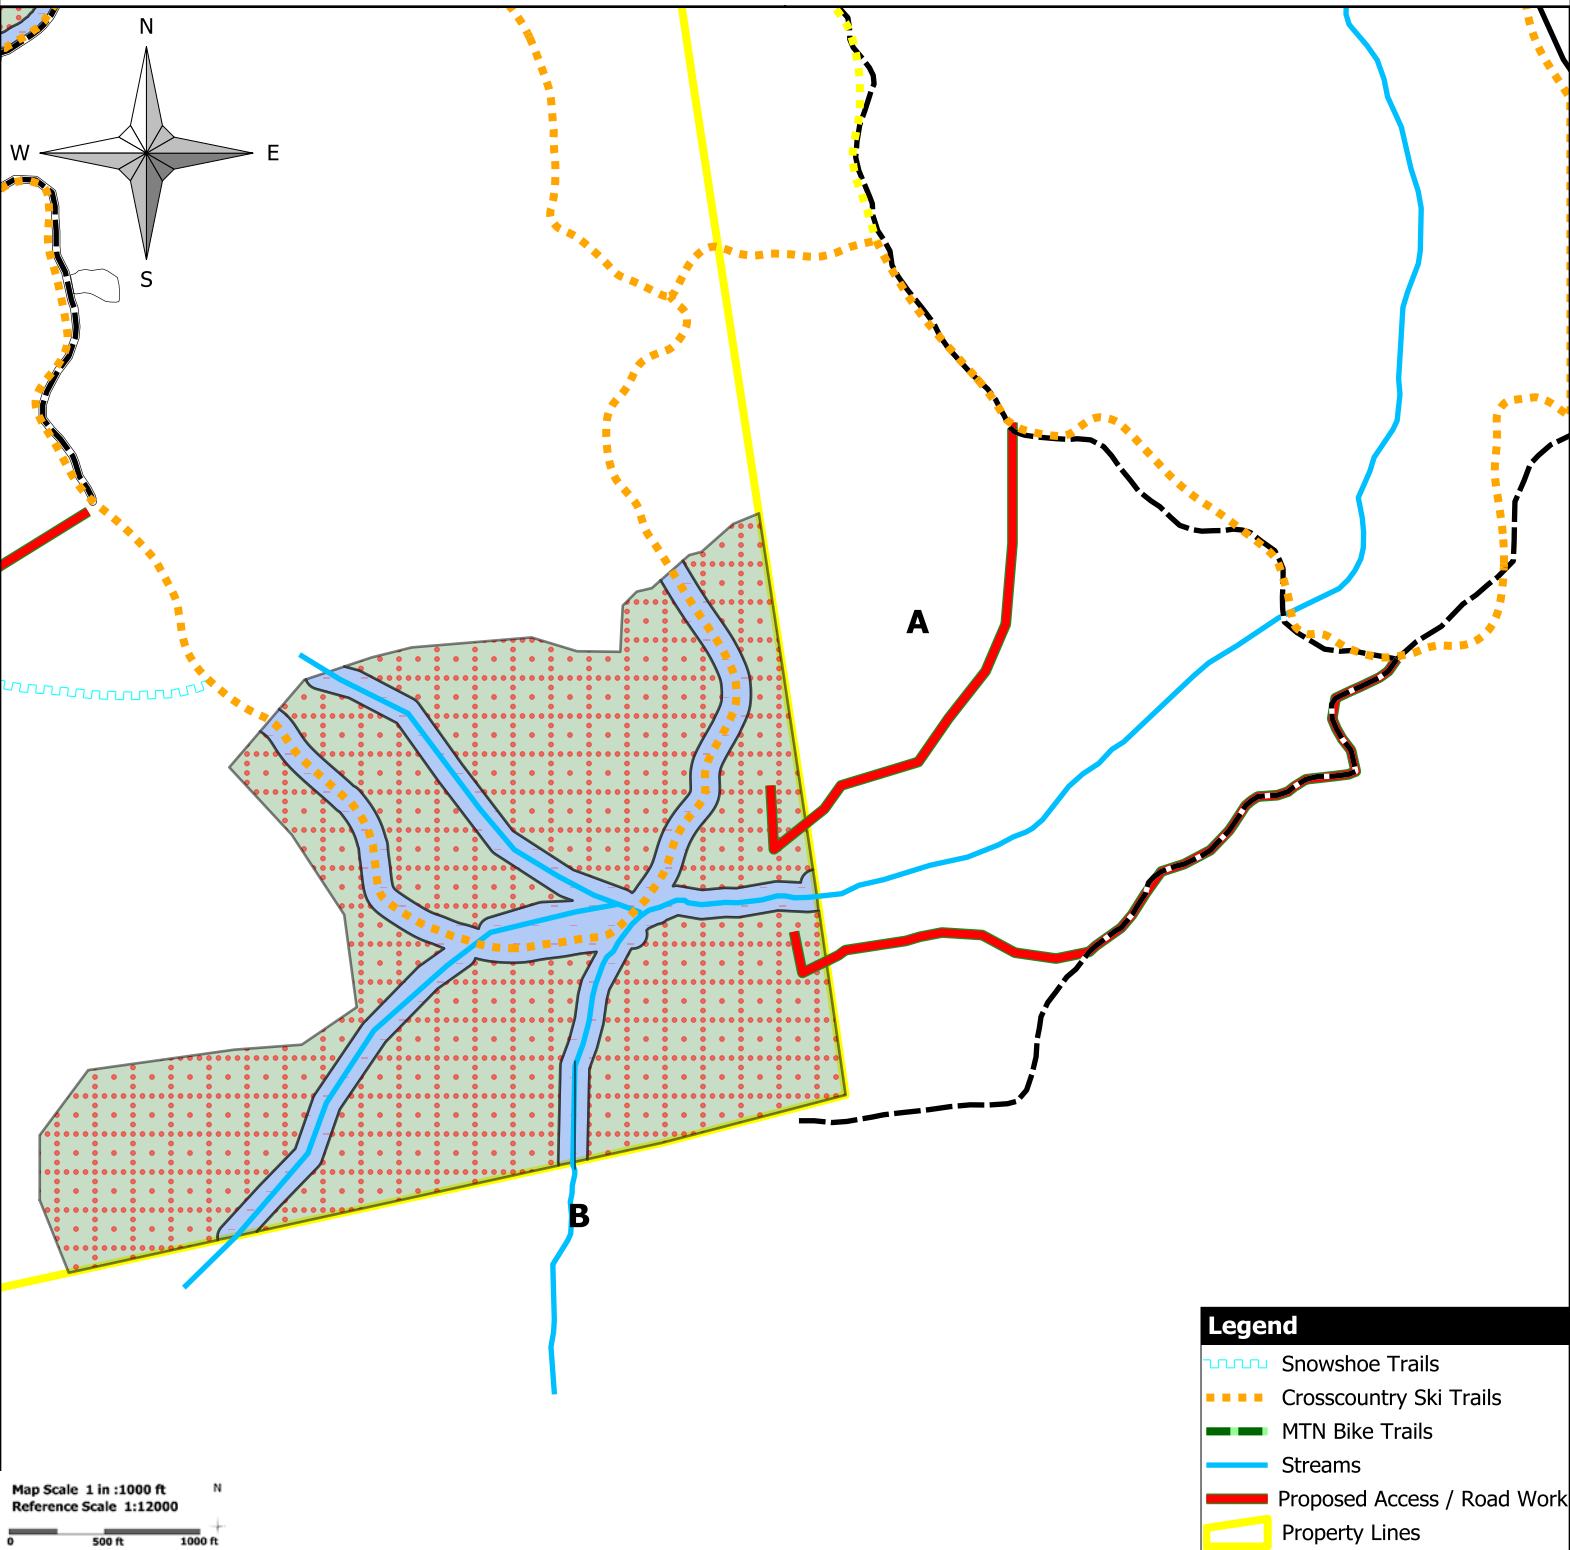 N
W
E
S
A
B
Legend
Snowshoe Trails
Crosscountry Ski Trails
MTN Bike Trails
Streams
Proposed Access / Road Work
Property Lines
Map Scale 1 in :1000 ft
N
Reference Scale 1:12000
0 500 ft 1000 ft